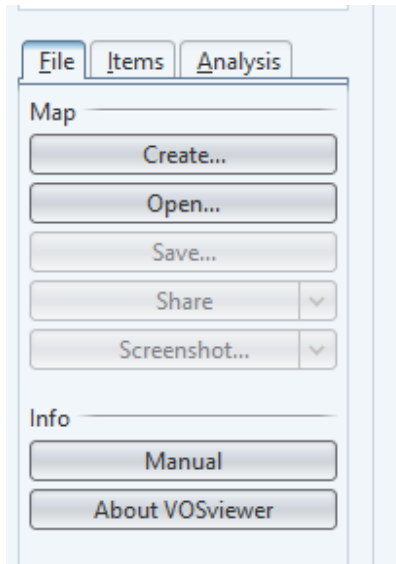 File Items Analysis
Map
Create...
Open...
Save...
Share
Screenshot...
Info
Manual
About VOSviewer